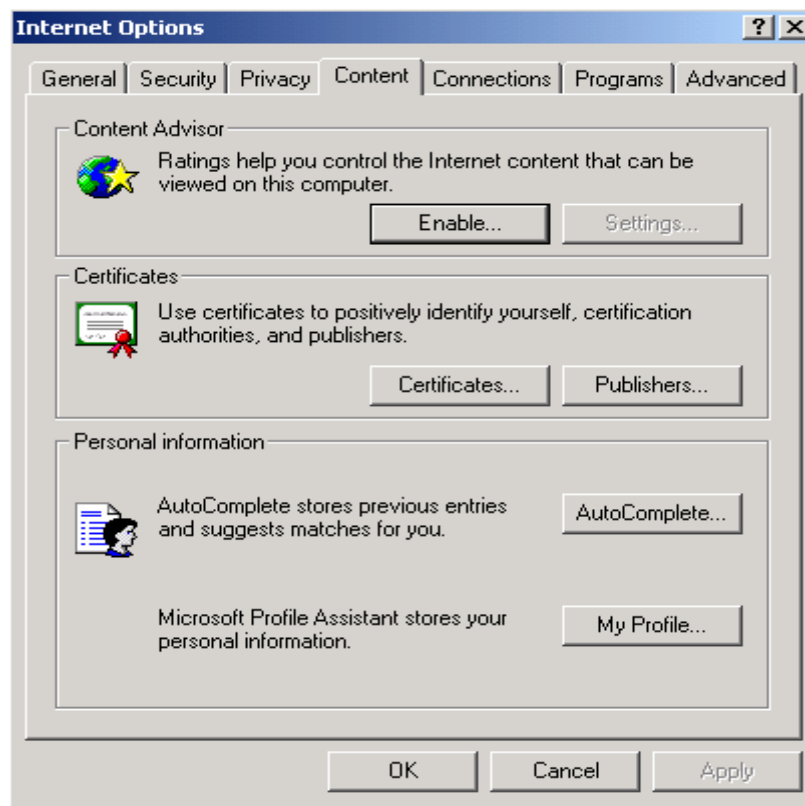 Internet Options
General Security Privacy Content Connections Programs Advanced
Content Advisor
Ratings help you control the Internet content that can be
viewed on this computer.
Enable... Settings...
Certificates
Use certificates to positively identify yourself, certification
authorities, and publishers.
Certificates... Publishers...
Personal information
AutoComplete stores previous entries
and suggests matches for you.
AutoComplete...
Microsoft Profile Assistant stores your
personal information.
My Profile...
OK Cancel Apply